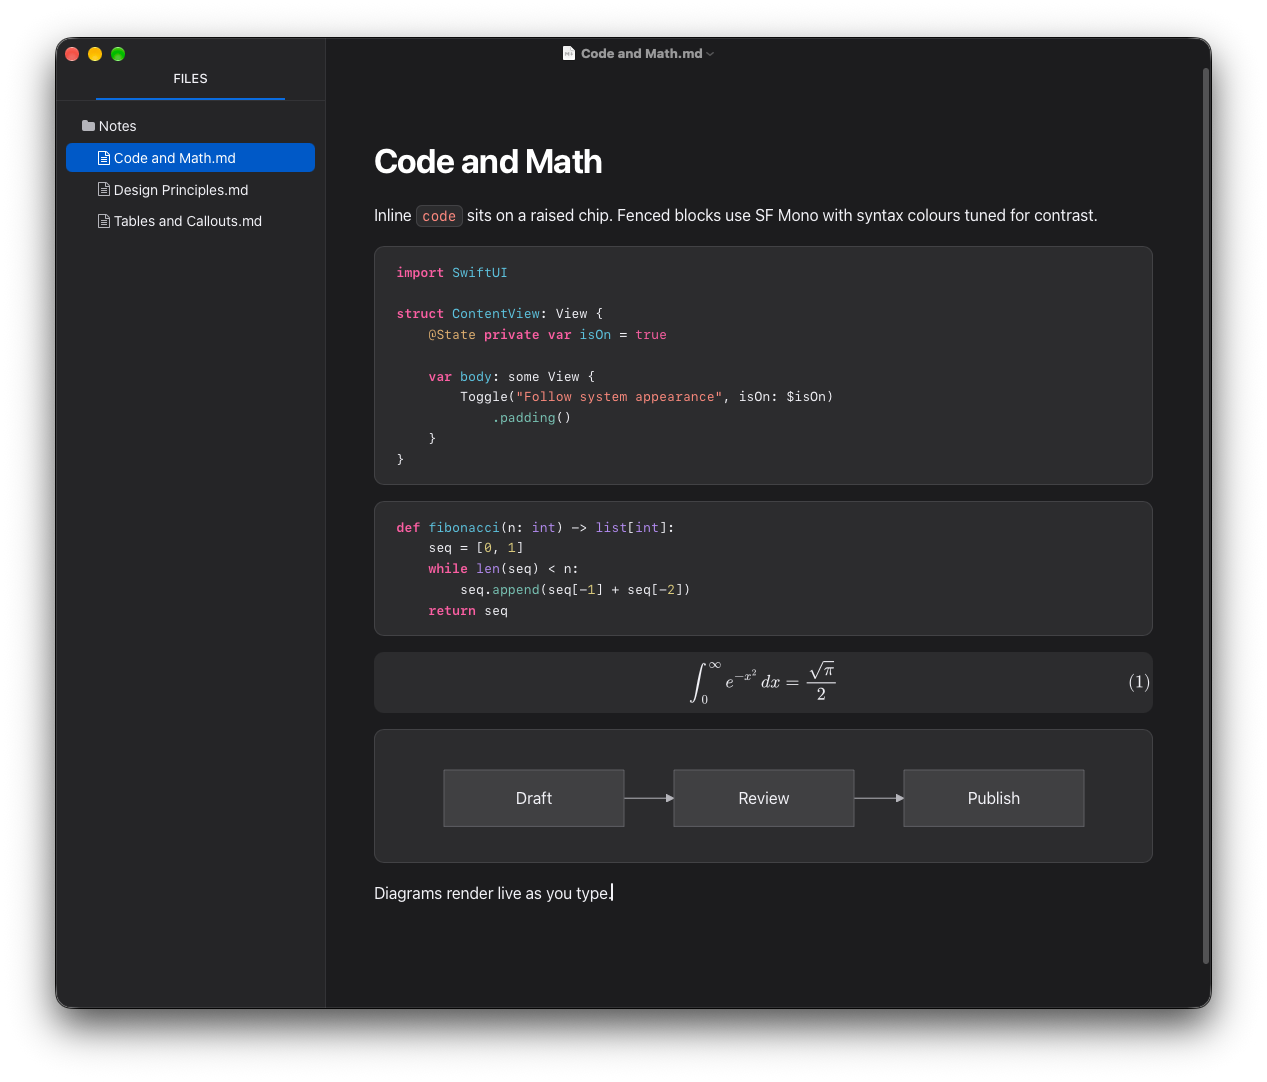 Code and Math.md
FILES
Notes
Code and Math.md
Design Principles.md
Tables and Callouts.md
Code and Math
Inline code sits on a raised chip. Fenced blocks use SF Mono with syntax colours tuned for contrast.
import SwiftUI
struct ContentView: View {
    @State private var isOn = true
    var body: some View {
        Toggle("Follow system appearance", isOn: $isOn)
            .padding()
    }
}
def fibonacci(n: int) -> list[int]:
    seq = [0, 1]
    while len(seq) < n:
        seq.append(seq[-1] + seq[-2])
    return seq
∫₀^∞ e^{-x²} dx = √π / 2 (1)
Draft Review Publish
Diagrams render live as you type.